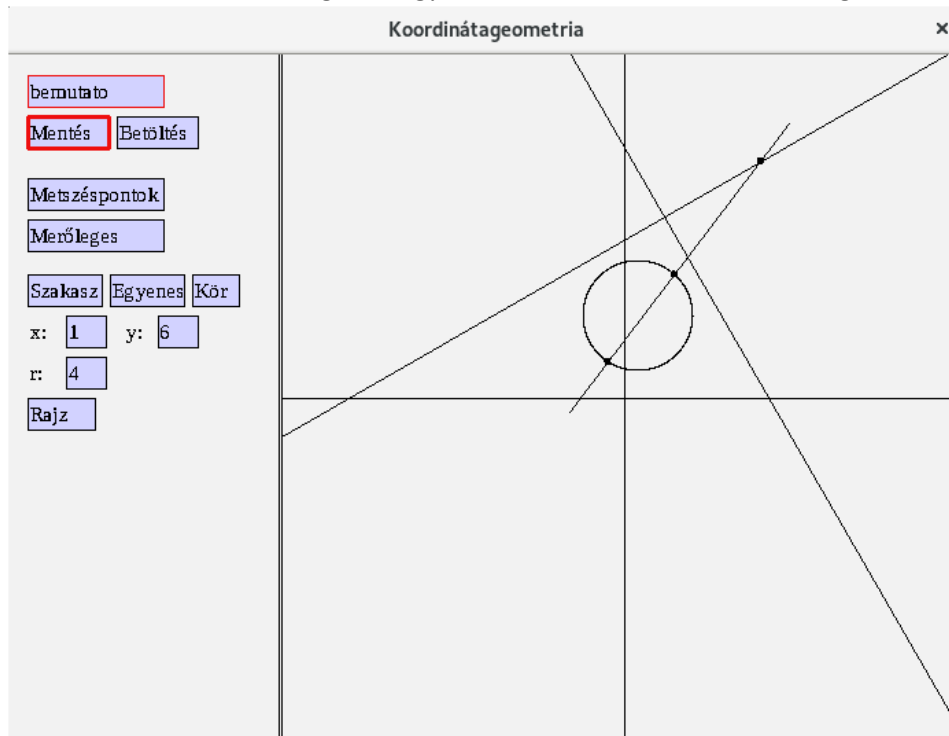 Koordinátageometria ×
bemutato
Mentés Betöltés
Metszéspontok
Merőleges
Szakasz Egyenes Kör
x: 1 y: 6
r: 4
Rajz